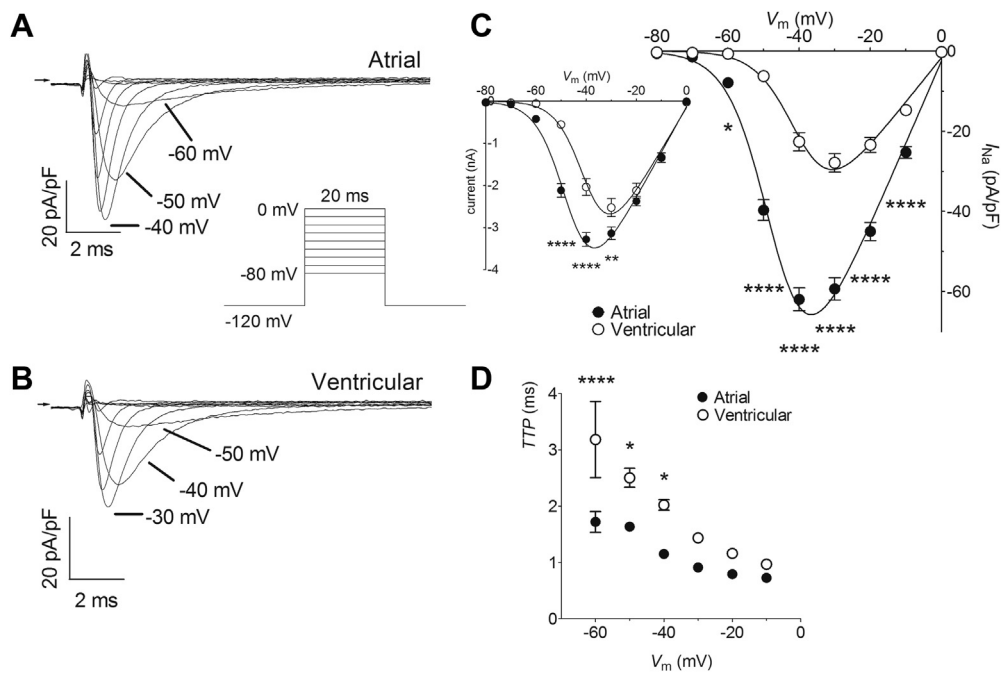 A
Atrial
-60 mV
-50 mV
-40 mV
20 pA/pF
2 ms
20 ms
0 mV
-80 mV
-120 mV
B
Ventricular
-50 mV
-40 mV
-30 mV
20 pA/pF
2 ms
C
Vm (mV)
-80 -60 -40 -20 0
0
-20
-40
-60
INa (pA/pF)
*
****
****
****
****
****
Vm (mV)
-80 -60 -40 -20 0
-1
-2
-3
-4
current (nA)
****
****
**
Atrial
Ventricular
D
4
3
2
1
0
TTP (ms)
****
*
*
Atrial
Ventricular
-60 -40 -20 0
Vm (mV)